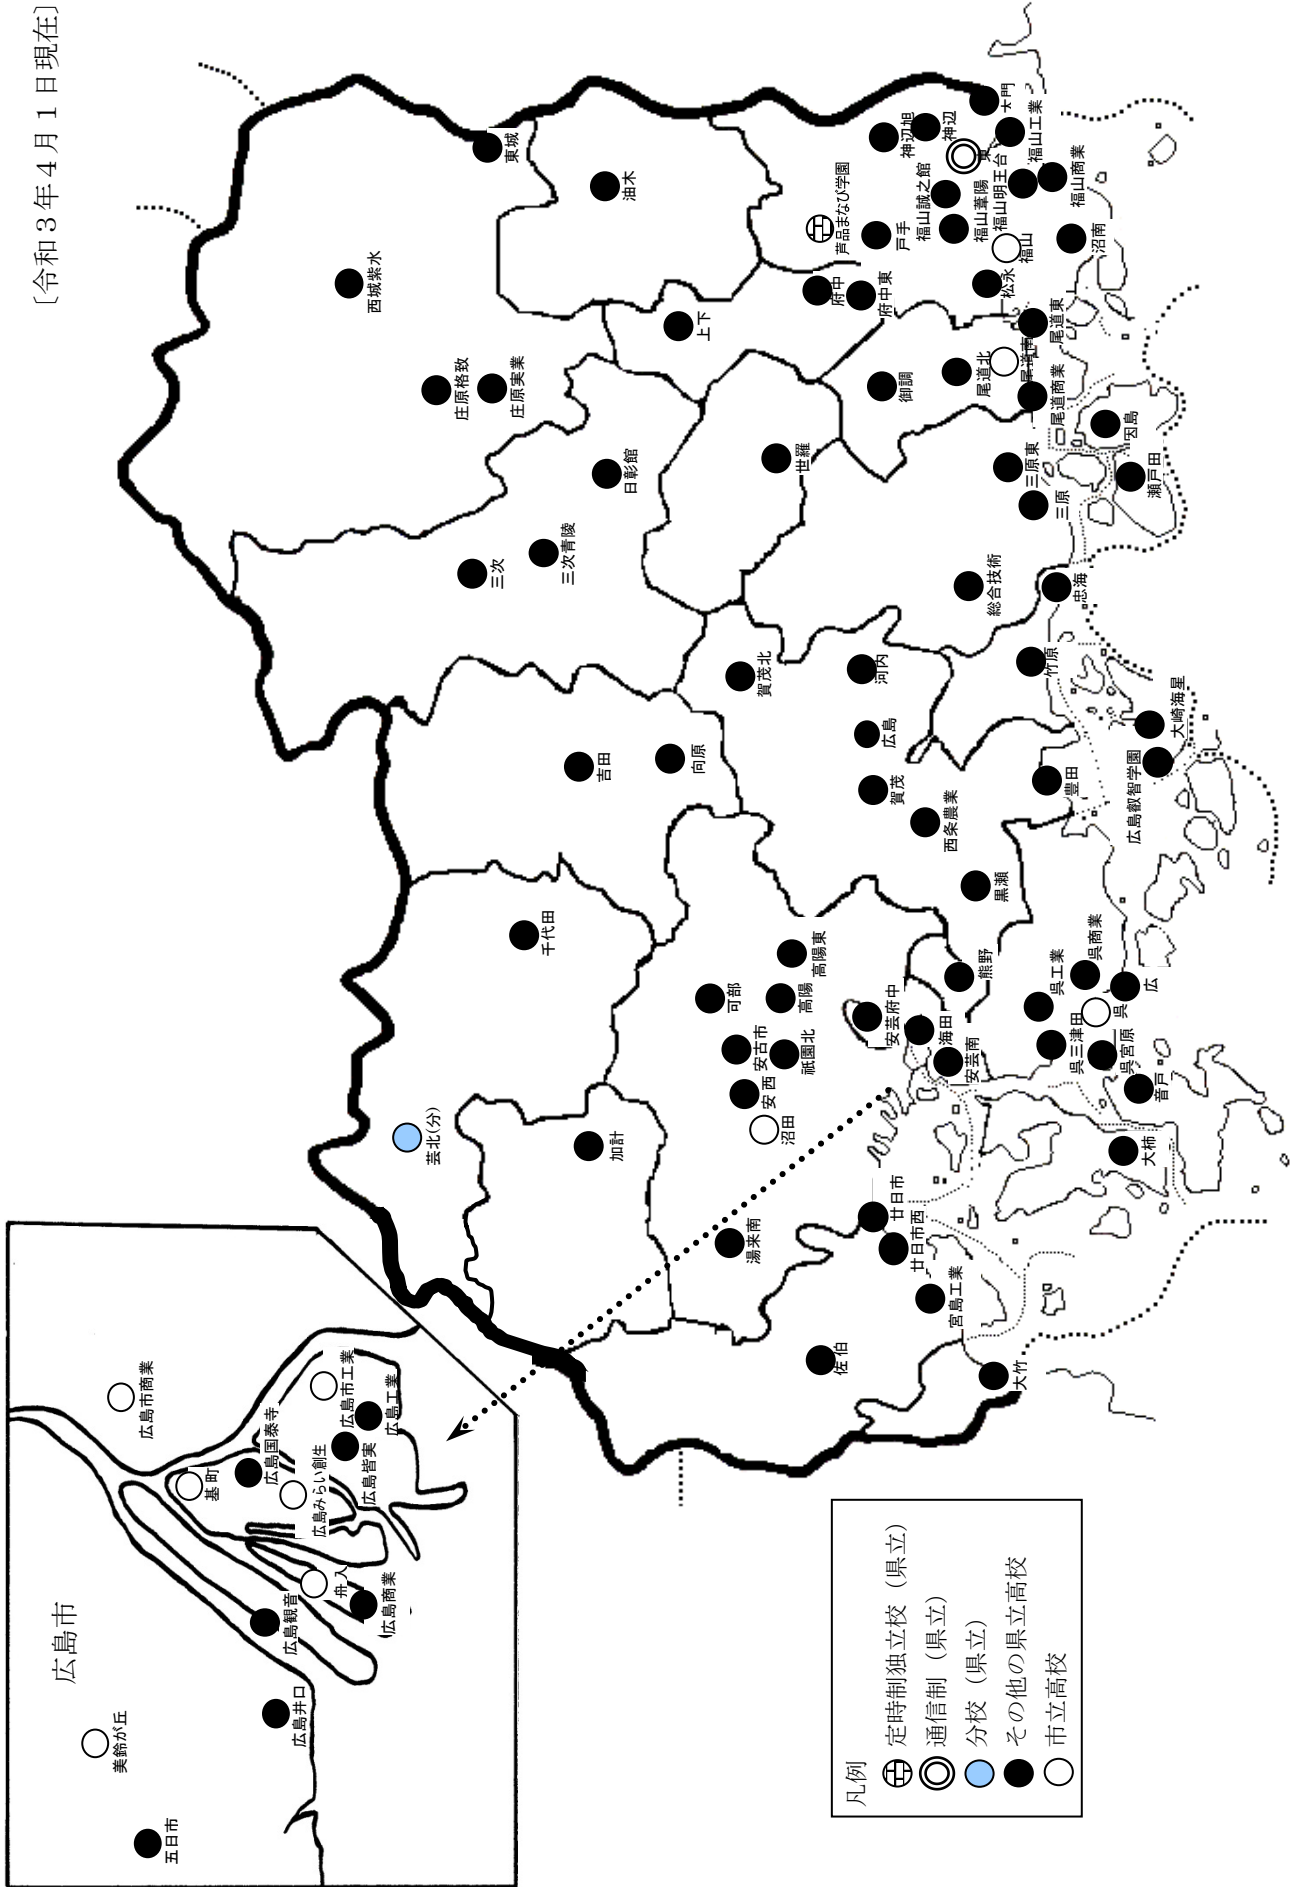 〔令和３年４月１日現在〕
広島市
五日市
美鈴が丘
広島井口
広島観音
舟入
広島商業
基町
広島国泰寺
広島みらい創生
広島皆実
広島市商業
広島市工業
広島工業
芸北(分)
加計
千代田
吉田
向原
三次
三次青陵
日彰館
庄原格致
庄原実業
西城紫水
東城
油木
上下
世羅
府中
府中東
芦品まなび学園
戸手
神辺旭
神辺
福山誠之館
福山葦陽
東
大門
福山工業
福山明王台
福山商業
福山
沼南
松永
御調
尾道北
尾道南
尾道東
尾道商業
因島
瀬戸田
三原東
三原
総合技術
忠海
竹原
賀茂北
河内
広島
賀茂
西条農業
黒瀬
豊田
大崎海星
広島叡智学園
可部
高陽
高陽東
安古市
祇園北
安西
沼田
湯来南
安芸府中
海田
安芸南
熊野
呉工業
呉商業
呉三津田
呉
広
呉宮原
音戸
大柿
廿日市
廿日市西
宮島工業
佐伯
大竹
凡例
定時制独立校（県立）
通信制（県立）
分校（県立）
その他の県立高校
市立高校